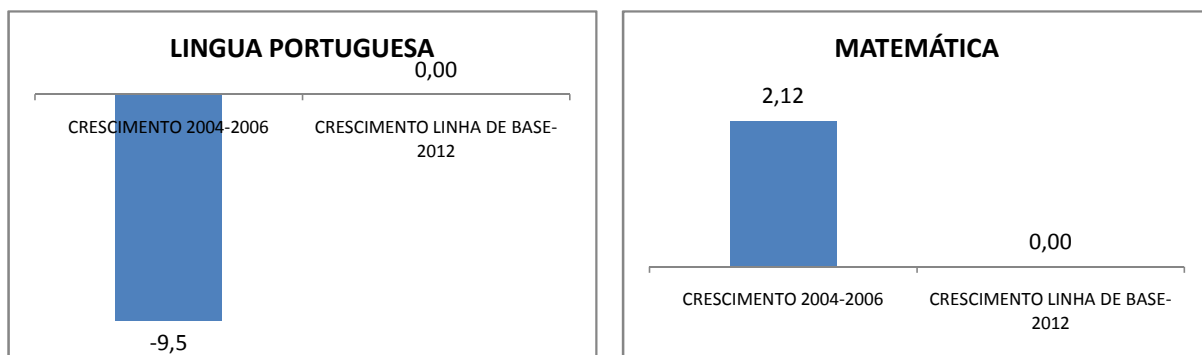 LINGUA PORTUGUESA
0,00
CRESCIMENTO 2004-2006
CRESCIMENTO LINHA DE BASE-
2012
-9,5
MATEMÁTICA
2,12
0,00
CRESCIMENTO 2004-2006
CRESCIMENTO LINHA DE BASE-
2012